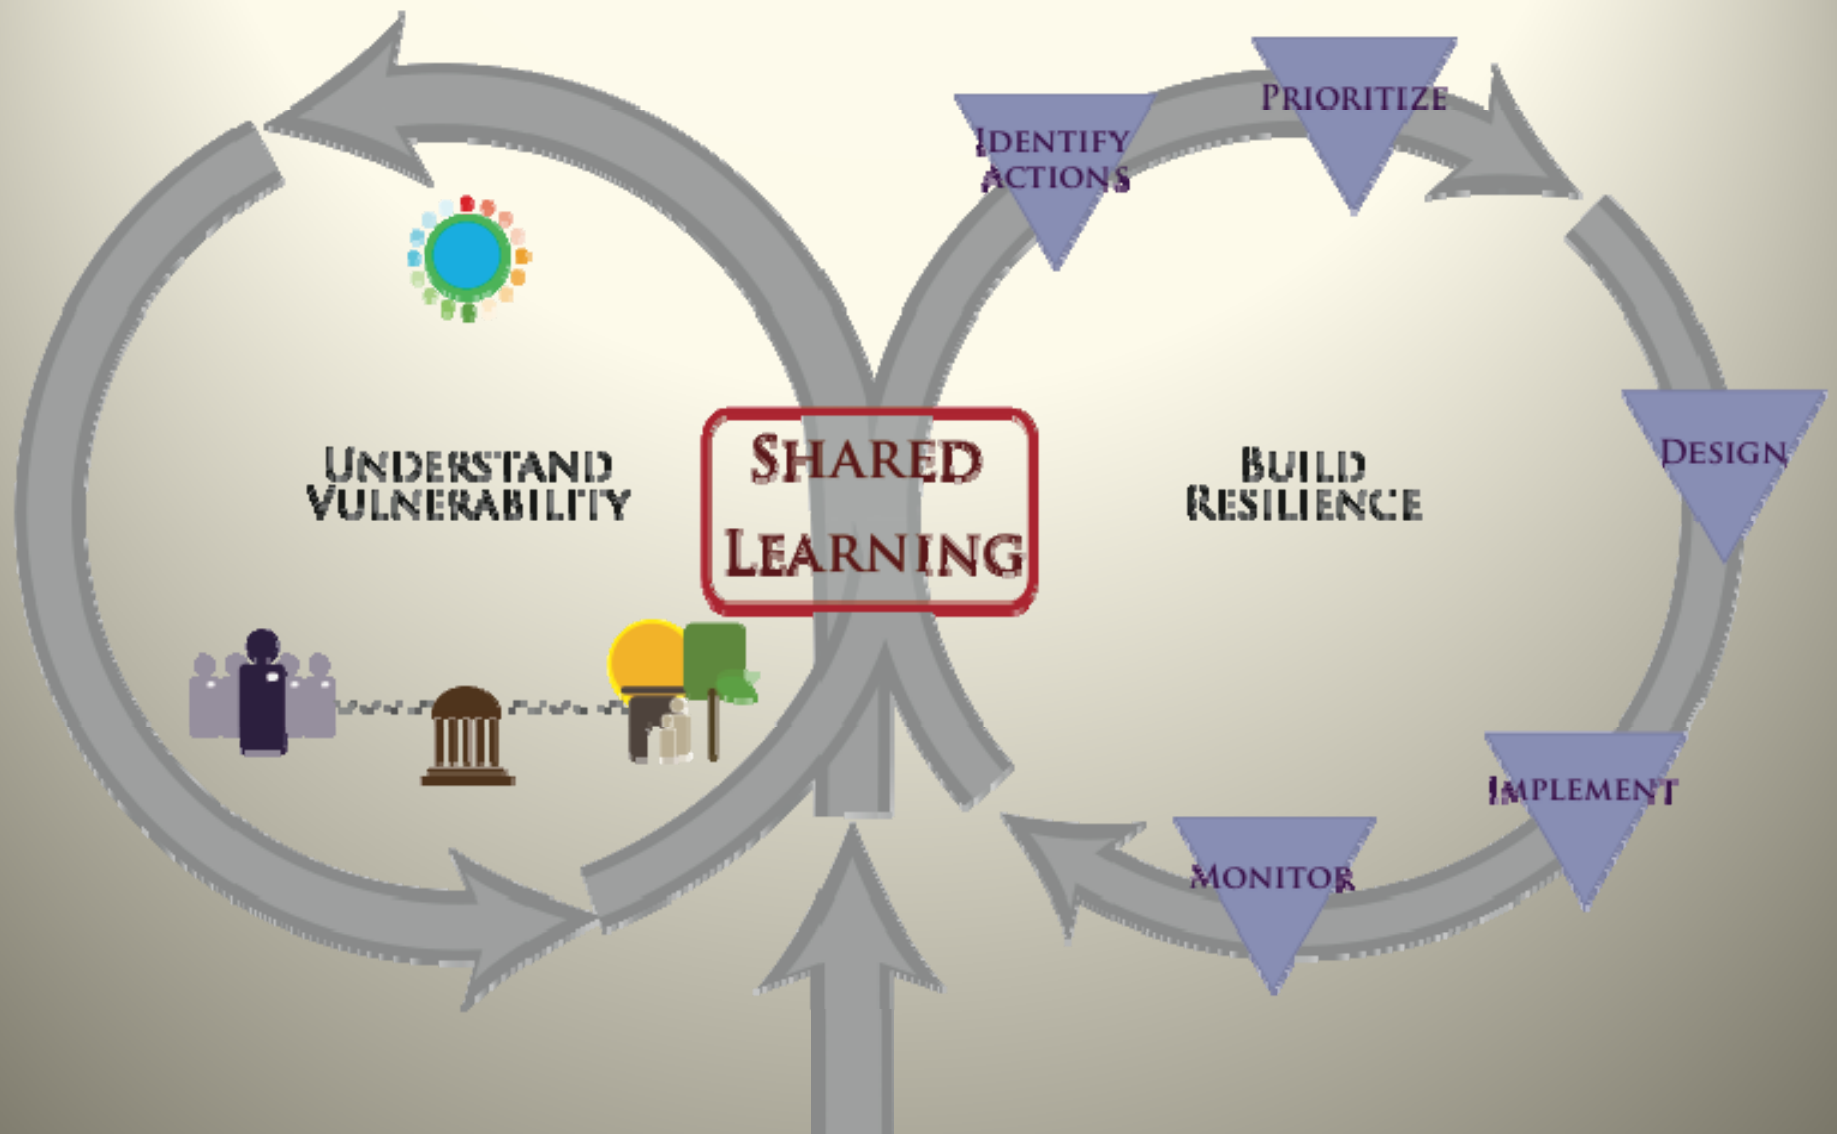 UNDERSTAND
VULNERABILITY
SHARED
LEARNING
BUILD
RESILIENCE
IDENTIFY
ACTIONS
PRIORITIZE
DESIGN
IMPLEMENT
MONITOR